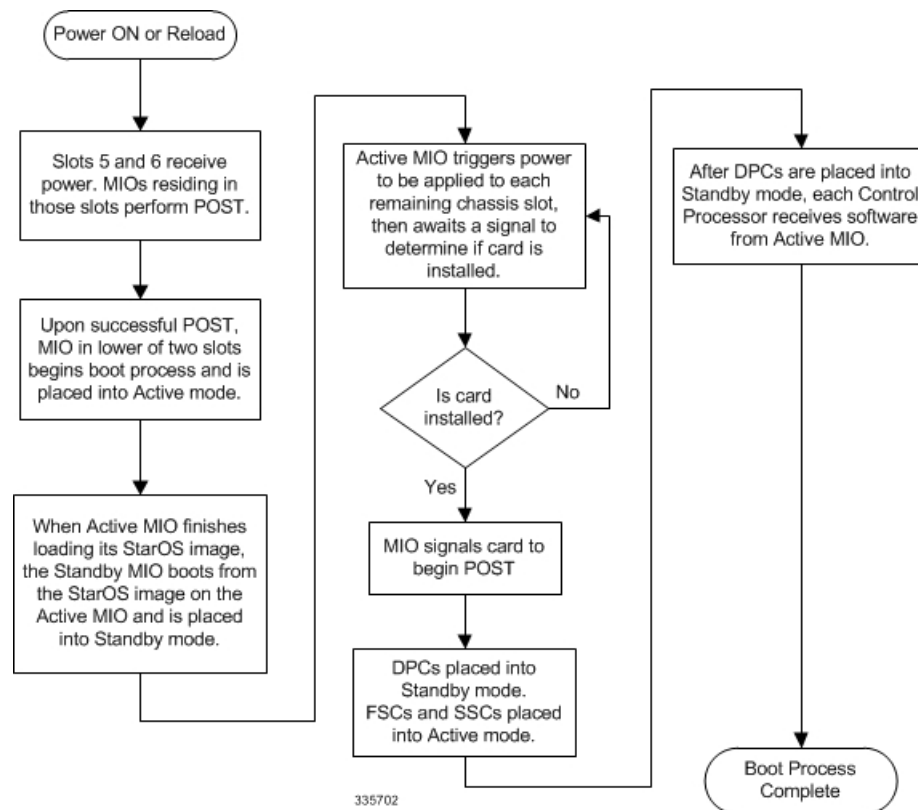 Power ON or Reload
Slots 5 and 6 receive
power. MIOs residing in
those slots perform POST.
Upon successful POST,
MIO in lower of two slots
begins boot process and is
placed into Active mode.
When Active MIO finishes
loading its StarOS image,
the Standby MIO boots from
the StarOS image on the
Active MIO and is placed
into Standby mode.
Active MIO triggers power
to be applied to each
remaining chassis slot,
then awaits a signal to
determine if card is
installed.
Is card
installed?
No
Yes
MIO signals card to
begin POST
DPCs placed into
Standby mode.
FSCs and SSCs placed
into Active mode.
After DPCs are placed into
Standby mode, each Control
Processor receives software
from Active MIO.
Boot Process
Complete
335702